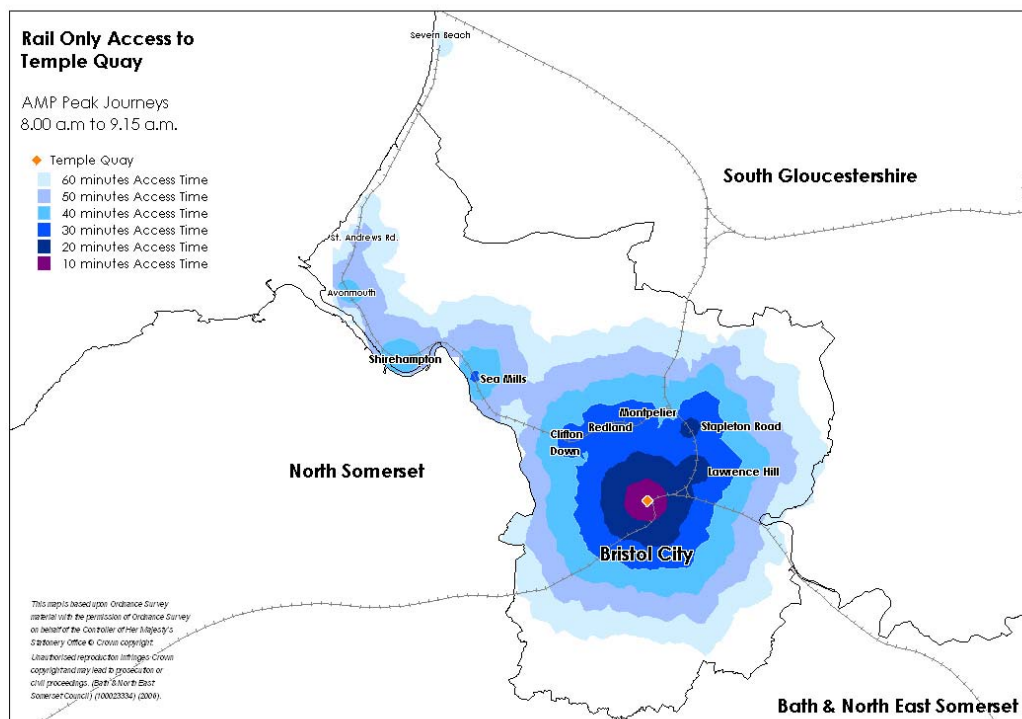 Rail Only Access to
Temple Quay
AMP Peak Journeys
8.00 a.m to 9.15 a.m.
Temple Quay
60 minutes Access Time
50 minutes Access Time
40 minutes Access Time
30 minutes Access Time
20 minutes Access Time
10 minutes Access Time
Severn Beach
South Gloucestershire
St. Andrews Rd.
Avonmouth
Shirehampton
Sea Mills
Montpelier
Redland
Stapleton Road
Clifton
Down
North Somerset
Lawrence Hill
Bristol City
This map is based upon Ordnance Survey
material with the permission of Ordnance Survey
on behalf of the Controller of Her Majesty's
Stationery Office © Crown copyright.
Unauthorised reproduction infringes Crown
copyright and may lead to prosecution or
civil proceedings. (Bath & North East
Somerset Council) (100023334) (2006).
Bath & North East Somerset